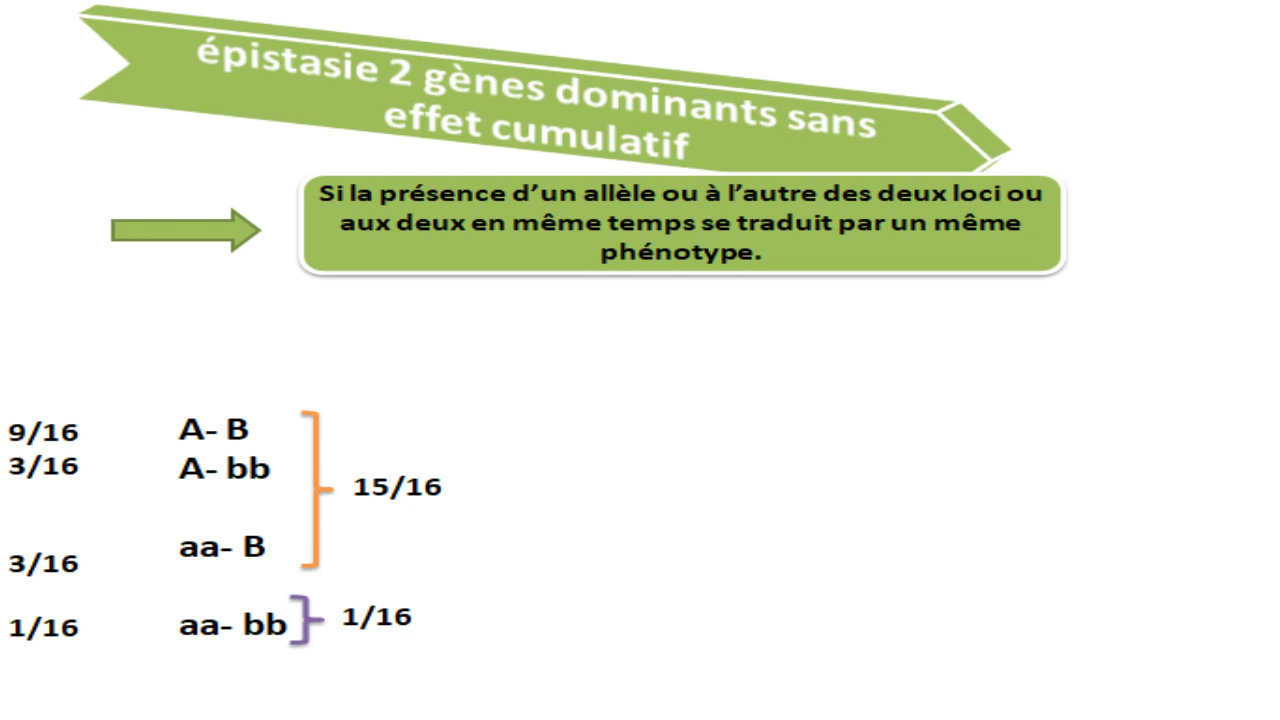 épistasie 2 gènes dominants sans
effet cumulatif
Si la présence d'un allèle ou à l'autre des deux loci ou
aux deux en même temps se traduit par un même
phénotype.
9/16 A- B
3/16 A- bb
15/16
3/16 aa- B
1/16 aa- bb 1/16